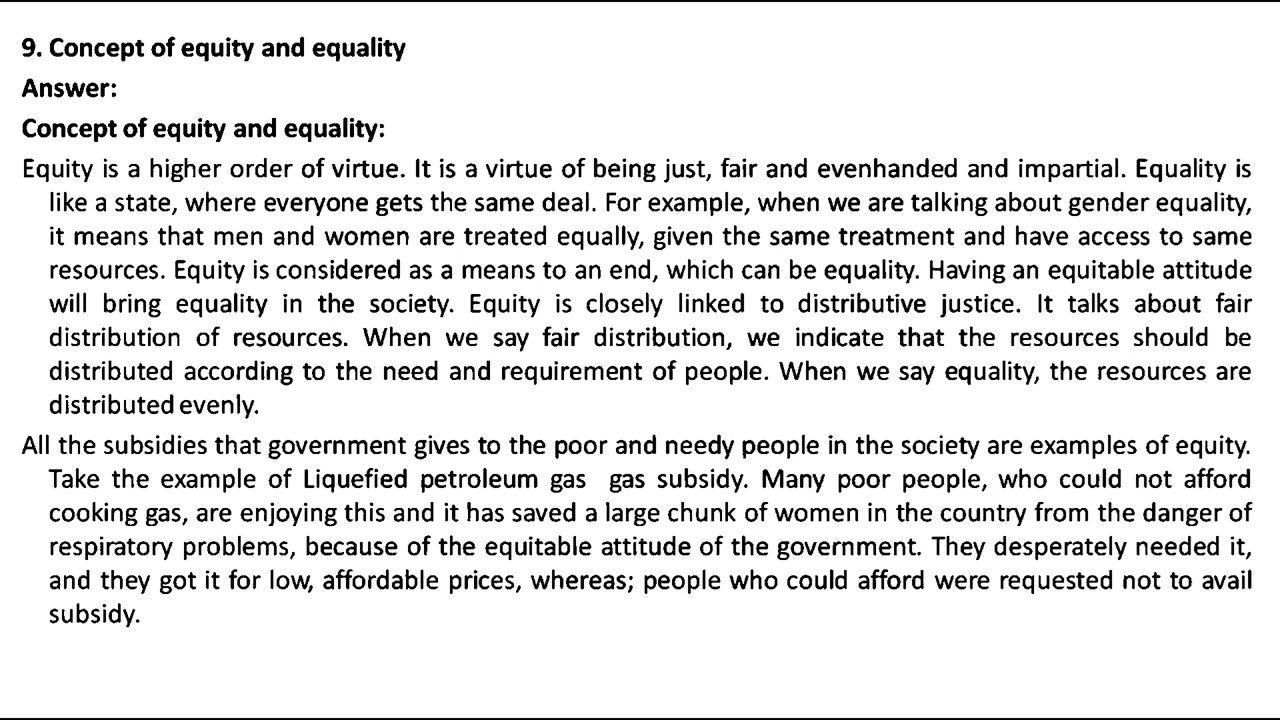 9. Concept of equity and equality
Answer:
Concept of equity and equality:
Equity is a higher order of virtue. It is a virtue of being just, fair and evenhanded and impartial. Equality is
like a state, where everyone gets the same deal. For example, when we are talking about gender equality,
it means that men and women are treated equally, given the same treatment and have access to same
resources. Equity is considered as a means to an end, which can be equality. Having an equitable attitude
will bring equality in the society. Equity is closely linked to distributive justice. It talks about fair
distribution of resources. When we say fair distribution, we indicate that the resources should be
distributed according to the need and requirement of people. When we say equality, the resources are
distributed evenly.
All the subsidies that government gives to the poor and needy people in the society are examples of equity.
Take the example of Liquefied petroleum gas  gas subsidy. Many poor people, who could not afford
cooking gas, are enjoying this and it has saved a large chunk of women in the country from the danger of
respiratory problems, because of the equitable attitude of the government. They desperately needed it,
and they got it for low, affordable prices, whereas; people who could afford were requested not to avail
subsidy.